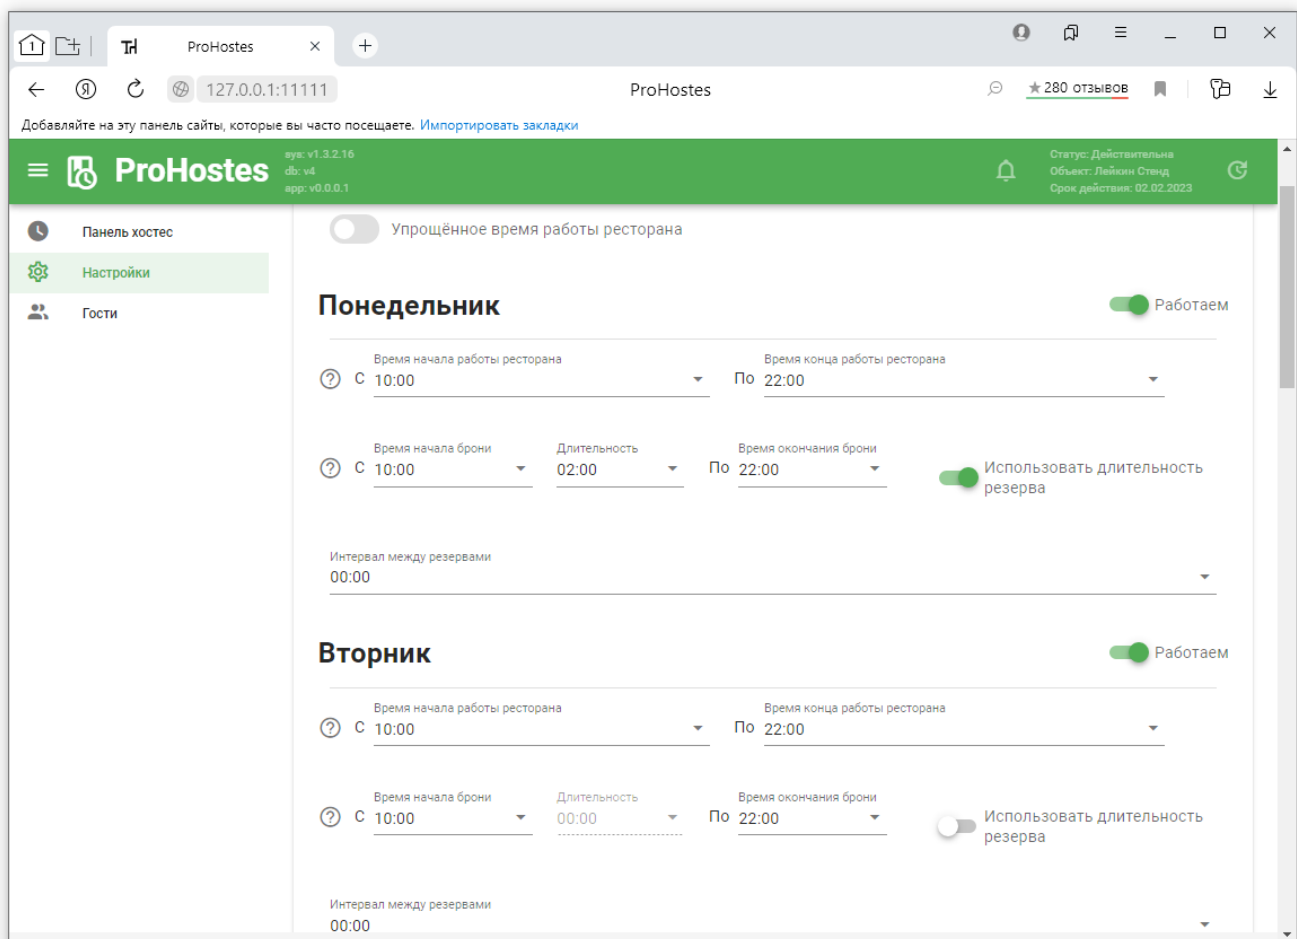 1
ТН
ProHostes
Я
127.0.0.1:11111
ProHostes
★ 280 отзывов
Добавляйте на эту панель сайты, которые вы часто посещаете. Импортировать закладки
ProHostes
sys: v1.3.2.16
db: v4
app: v0.0.0.1
Статус: Действительна
Объект: Лейкин Стенд
Срок действия: 02.02.2023
Панель хостес
Настройки
Гости
Упрощённое время работы ресторана
Понедельник
Работаем
Время начала работы ресторана
Время конца работы ресторана
С 10:00
По 22:00
Время начала брони
Длительность
Время окончания брони
С 10:00
02:00
По 22:00
Использовать длительность
резерва
Интервал между резервами
00:00
Вторник
Работаем
Время начала работы ресторана
Время конца работы ресторана
С 10:00
По 22:00
Время начала брони
Длительность
Время окончания брони
С 10:00
00:00
По 22:00
Использовать длительность
резерва
Интервал между резервами
00:00